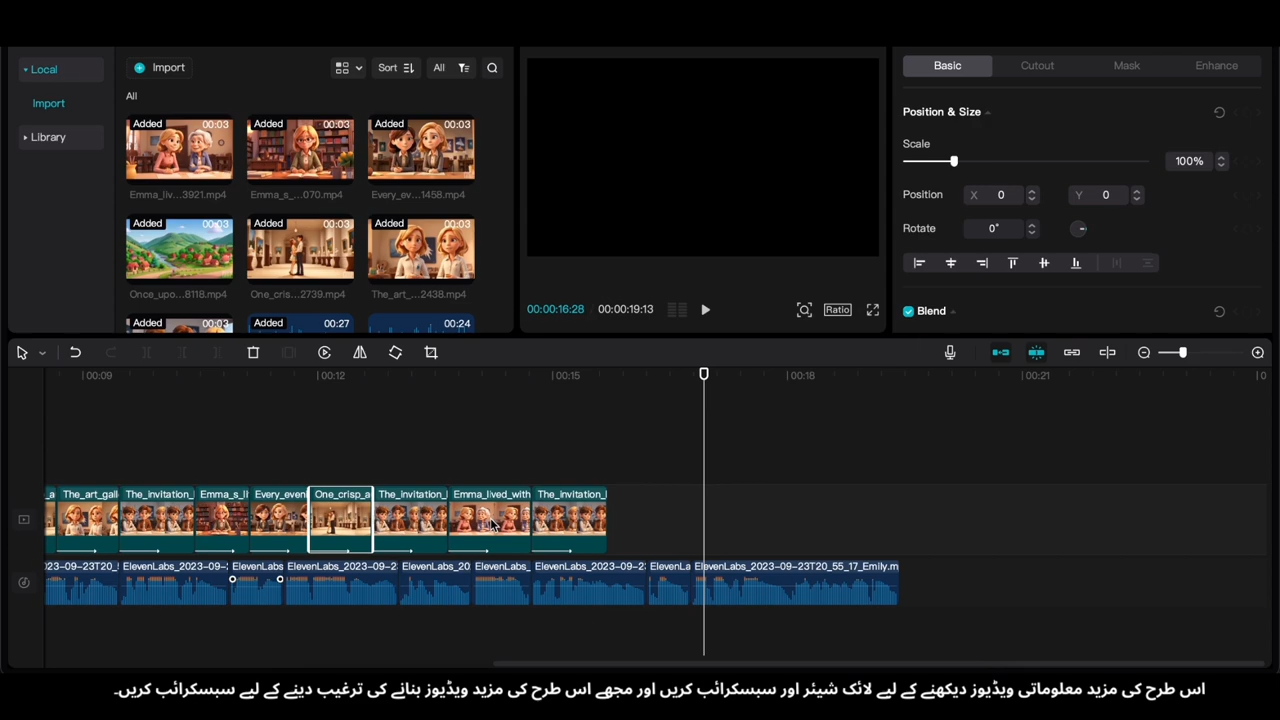 Local
Import
Library
Import
Sort
All
All
Added 00:03
Added 00:03
Added 00:03
Emma_liv...3921.mp4
Emma_s_...070.mp4
Every_ev...1458.mp4
Added 00:03
Added 00:03
Added 00:03
Once_upo...8118.mp4
One_cris...2739.mp4
The_art_...2438.mp4
Added 00:03
Added 00:27
00:24
00:00:16:28 00:00:19:13
Ratio
Basic Cutout Mask Enhance
Position & Size
Scale
100%
Position X 0 Y 0
Rotate 0°
Blend
00:09 00:12 00:15 00:18 00:21 0
_a The_art_gall The_invitation_ Emma_s_li Every_eveni One_crisp_a The_invitation_ Emma_lived_with The_invitation_
023-09-23T20_5 ElevenLabs_2023-09-2 ElevenLabs ElevenLabs_2023-09-2 ElevenLabs_20 ElevenLabs_ ElevenLabs_2023-09-23 ElevenLa ElevenLabs_2023-09-23T20_55_17_Emily.m
اس طرح کی مزید معلوماتی ویڈیوز دیکھنے کے لیے لائک شیئر اور سبسکرائب کریں اور مجھے اس طرح کی مزید ویڈیوز بنانے کی ترغیب دینے کے لیے سبسکرائب کریں۔